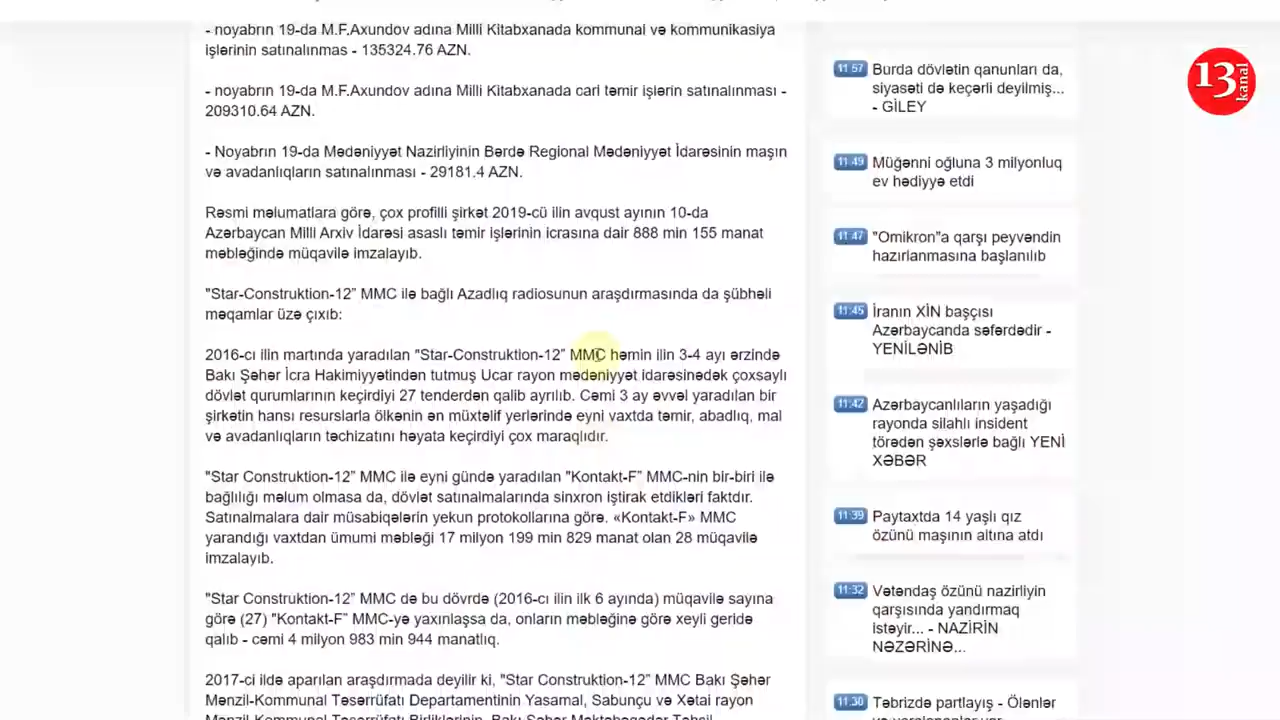 - noyabrın 19-da M.F.Axundov adına Milli Kitabxanada kommunal və kommunikasiya
işlərinin satınalınmas - 135324.76 AZN.
- noyabrın 19-da M.F.Axundov adına Milli Kitabxanada cari təmir işlərin satınalınması -
209310.64 AZN.
- Noyabrın 19-da Mədəniyyət Nazirliyinin Bərdə Regional Mədəniyyət İdarəsinin maşın
və avadanlıqların satınalınması - 29181.4 AZN.
Rəsmi məlumatlara görə, çox profilli şirkət 2019-cü ilin avqust ayının 10-da
Azərbaycan Milli Arxiv İdarəsi əsaslı təmir işlərinin icrasına dair 888 min 155 manat
məbləğində müqavilə imzalayıb.
"Star-Construktion-12” MMC ilə bağlı Azadlıq radiosunun araşdırmasında da şübhəli
məqamlar üzə çıxıb:
2016-cı ilin martında yaradılan "Star-Construktion-12” MMC həmin ilin 3-4 ayı ərzində
Bakı Şəhər İcra Hakimiyyətindən tutmuş Ucar rayon mədəniyyət idarəsinədək çoxsaylı
dövlət qurumlarının keçirdiyi 27 tenderdən qalib ayrılıb. Cəmi 3 ay əvvəl yaradılan bir
şirkətin hansı resurslarla ölkənin ən müxtəlif yerlərində eyni vaxtda təmir, abadlıq, mal
və avadanlıqların təchizatını həyata keçirdiyi çox maraqlıdır.
"Star Construktion-12” MMC ilə eyni gündə yaradılan "Kontakt-F” MMC-nin bir-biri ilə
bağlılığı məlum olmasa da, dövlət satınalmalarında sinxron iştirak etdikləri faktdır.
Satınalmalara dair müsabiqələrin yekun protokollarına görə. «Kontakt-F» MMC
yarandığı vaxtdan ümumi məbləği 17 milyon 199 min 829 manat olan 28 müqavilə
imzalayıb.
"Star Construktion-12” MMC də bu dövrdə (2016-cı ilin ilk 6 ayında) müqavilə sayına
görə (27) "Kontakt-F” MMC-yə yaxınlaşsa da, onların məbləğinə görə xeyli geridə
qalıb - cəmi 4 milyon 983 min 944 manatlıq.
2017-ci ildə aparılan araşdırmada deyilir ki, "Star Construktion-12” MMC Bakı Şəhər
Mənzil-Kommunal Təsərrüfatı Departamentinin Yasamal, Sabunçu və Xətai rayon
Mənzil-Kommunal Təsərrüfatı Birliklərinin, Bakı Şəhər Məktəbəqədər Təhsil
11:57 Burda dövlətin qanunları da,
siyasəti də keçərli deyilmiş...
- GİLEY
11:49 Müğənni oğluna 3 milyonluq
ev hədiyyə etdi
11:47 "Omikron"a qarşı peyvəndin
hazırlanmasına başlanılıb
11:45 İranın XİN başçısı
Azərbaycanda səfərdədir -
YENİLƏNİB
11:42 Azərbaycanlıların yaşadığı
rayonda silahlı insident
törədən şəxslərlə bağlı YENİ
XƏBƏR
11:39 Paytaxtda 14 yaşlı qız
özünü maşının altına atdı
11:32 Vətəndaş özünü nazirliyin
qarşısında yandırmaq
istəyir... - NAZİRİN
NƏZƏRİNƏ...
11:30 Təbrizdə partlayış - Ölənlər
və yaralananlar var
13
kanal